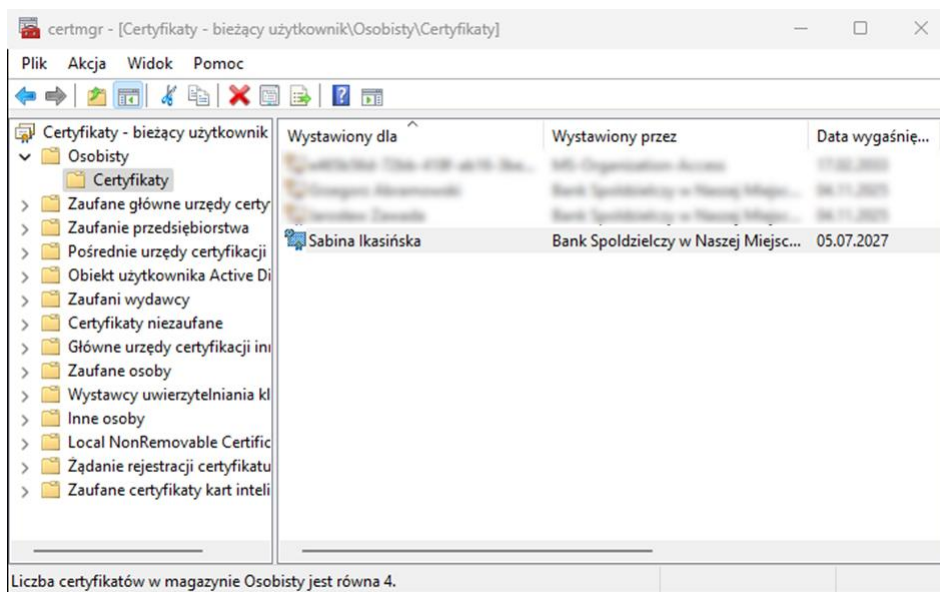 certmgr - [Certyfikaty - bieżący użytkownik\Osobisty\Certyfikaty]
Plik Akcja Widok Pomoc
Certyfikaty - bieżący użytkownik
Osobisty
Certyfikaty
Zaufane główne urzędy certy
Zaufanie przedsiębiorstwa
Pośrednie urzędy certyfikacji
Obiekt użytkownika Active Di
Zaufani wydawcy
Certyfikaty niezaufane
Główne urzędy certyfikacji inn
Zaufane osoby
Wystawcy uwierzytelniania kl
Inne osoby
Local NonRemovable Certific
Żądanie rejestracji certyfikatu
Zaufane certyfikaty kart inteli
Wystawiony dla Wystawiony przez Data wygaśnię...
Sabina Ikasińska Bank Spoldzielczy w Naszej Miejsc... 05.07.2027
Liczba certyfikatów w magazynie Osobisty jest równa 4.